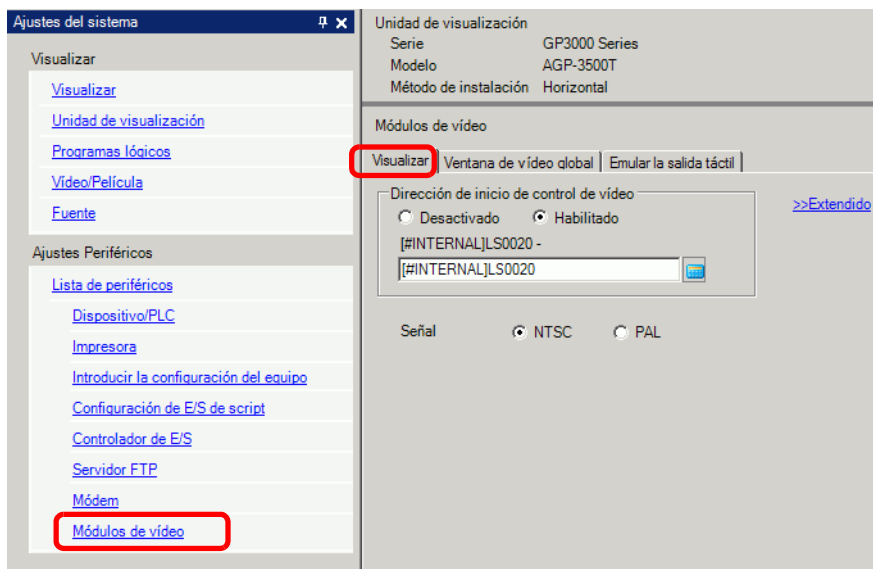 Ajustes del sistema
Visualizar
Visualizar
Unidad de visualización
Programas lógicos
Vídeo/Película
Fuente
Ajustes Periféricos
Lista de periféricos
Dispositivo/PLC
Impresora
Introducir la configuración del equipo
Configuración de E/S de script
Controlador de E/S
Servidor FTP
Módem
Módulos de vídeo
Unidad de visualización
Serie GP3000 Series
Modelo AGP-3500T
Método de instalación Horizontal
Módulos de vídeo
Visualizar Ventana de vídeo global Emular la salida táctil
Dirección de inicio de control de vídeo
>>Extendido
Desactivado Habilitado
[#INTERNAL]LS0020 -
[#INTERNAL]LS0020
Señal NTSC PAL